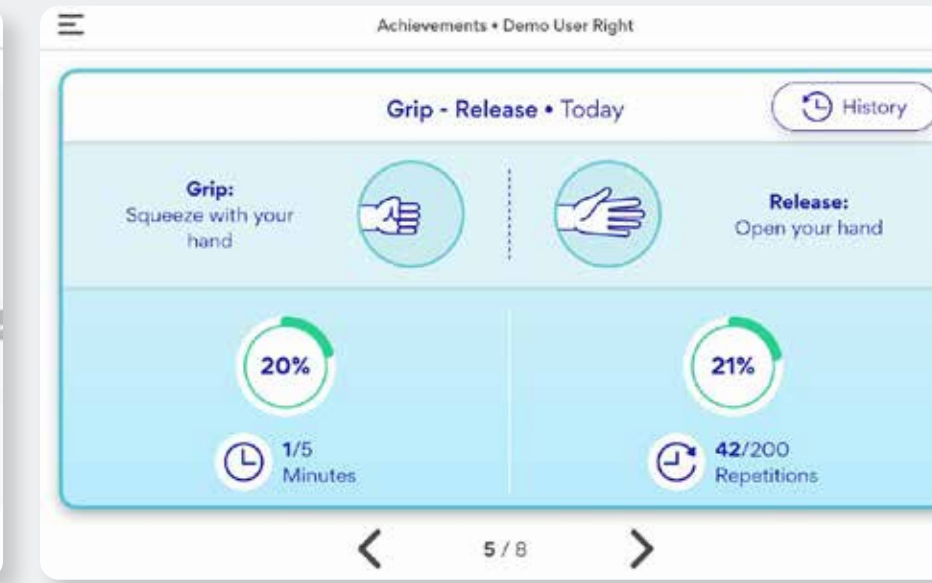 Achievements • Demo User Right
Grip - Release • Today
History
Grip:
Squeeze with your
hand
Release:
Open your hand
20%
1/5
Minutes
21%
42/200
Repetitions
5 / 8